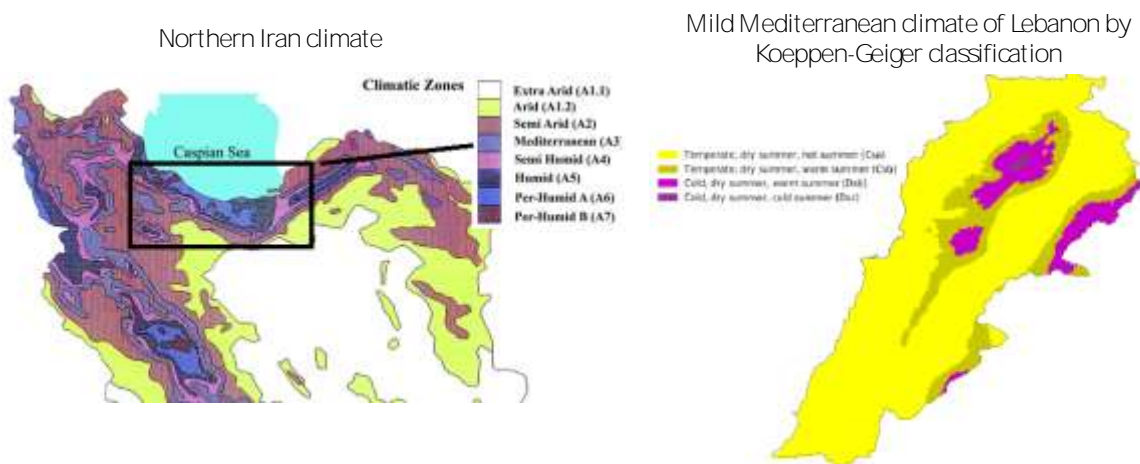 Northern Iran climate
Climatic Zones
Extra Arid (A1.1)
Arid (A1.2)
Semi Arid (A2)
Mediterranean (A3)
Semi Humid (A4)
Humid (A5)
Per-Humid A (A6)
Per-Humid B (A7)
Caspian Sea
Mild Mediterranean climate of Lebanon by
Koeppen-Geiger classification
Temperate, dry summer, hot summer (Csa)
Temperate, dry summer, warm summer (Csb)
Cold, dry summer, warm summer (Dsb)
Cold, dry summer, cold summer (Dsc)